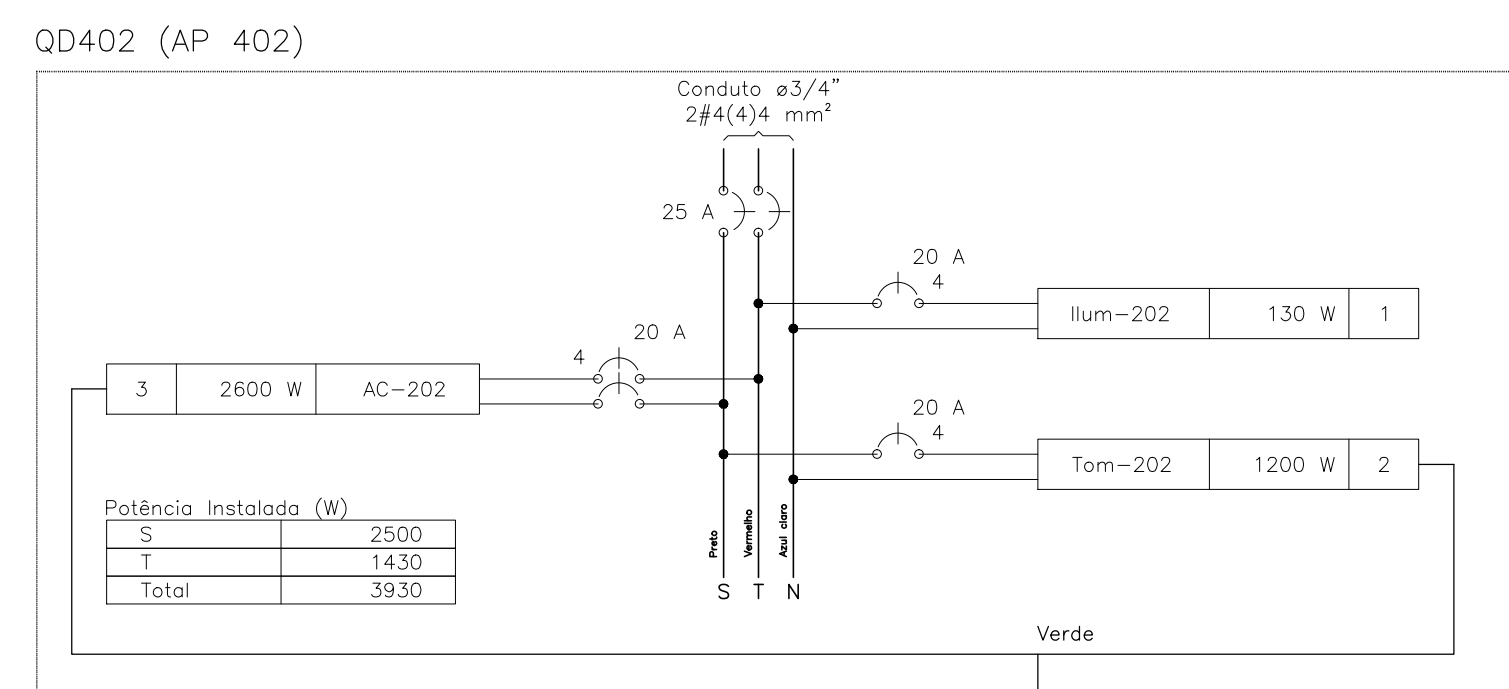 QD402 (AP 402)
Conduto ø3/4"
2#4(4)4 mm²
25 A
20 A
4
Ilum-202 130 W 1
20 A
4
3 2600 W AC-202
20 A
4
Tom-202 1200 W 2
Potência Instalada (W)
S 2500
T 1430
Total 3930
Preto
Vermelho
Azul claro
S T N
Verde